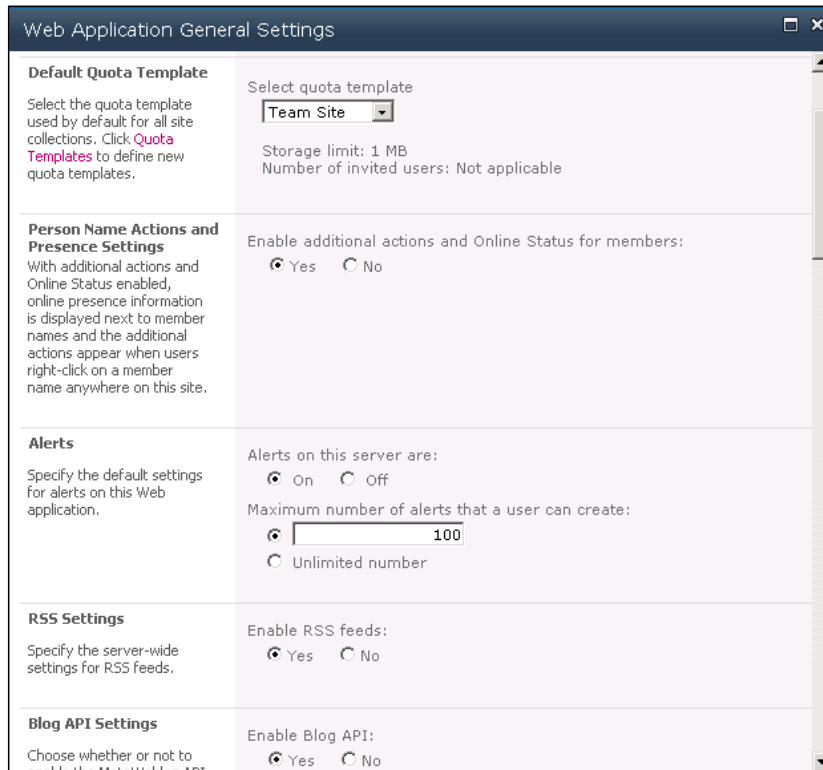 Web Application General Settings
Default Quota Template
Select the quota template
used by default for all site
collections. Click Quota
Templates to define new
quota templates.
Select quota template
Team Site
Storage limit: 1 MB
Number of invited users: Not applicable
Person Name Actions and
Presence Settings
With additional actions and
Online Status enabled,
online presence information
is displayed next to member
names and the additional
actions appear when users
right-click on a member
name anywhere on this site.
Enable additional actions and Online Status for members:
Yes No
Alerts
Specify the default settings
for alerts on this Web
application.
Alerts on this server are:
On Off
Maximum number of alerts that a user can create:
100
Unlimited number
RSS Settings
Specify the server-wide
settings for RSS feeds.
Enable RSS feeds:
Yes No
Blog API Settings
Choose whether or not to
enable the MetaWeblog API
Enable Blog API:
Yes No